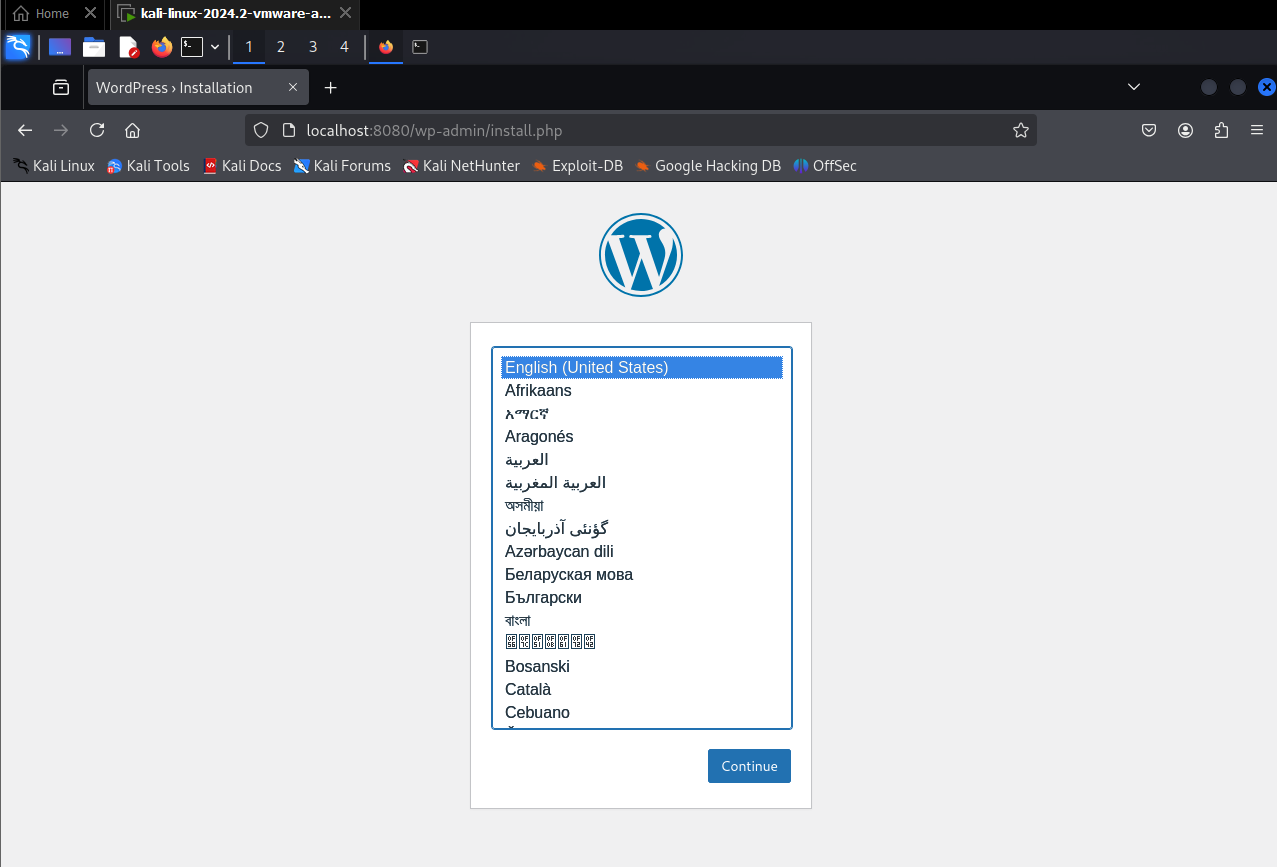 Home kali-linux-2024.2-vmware-a...
1 2 3 4
WordPress › Installation
localhost:8080/wp-admin/install.php
Kali Linux Kali Tools Kali Docs Kali Forums Kali NetHunter Exploit-DB Google Hacking DB OffSec
English (United States)
Afrikaans
አማርኛ
Aragonés
العربية
العربية المغربية
অসমীয়া
گؤنئی آذربایجان
Azərbaycan dili
Беларуская мова
Български
বাংলা
Bosanski
Català
Cebuano
Continue